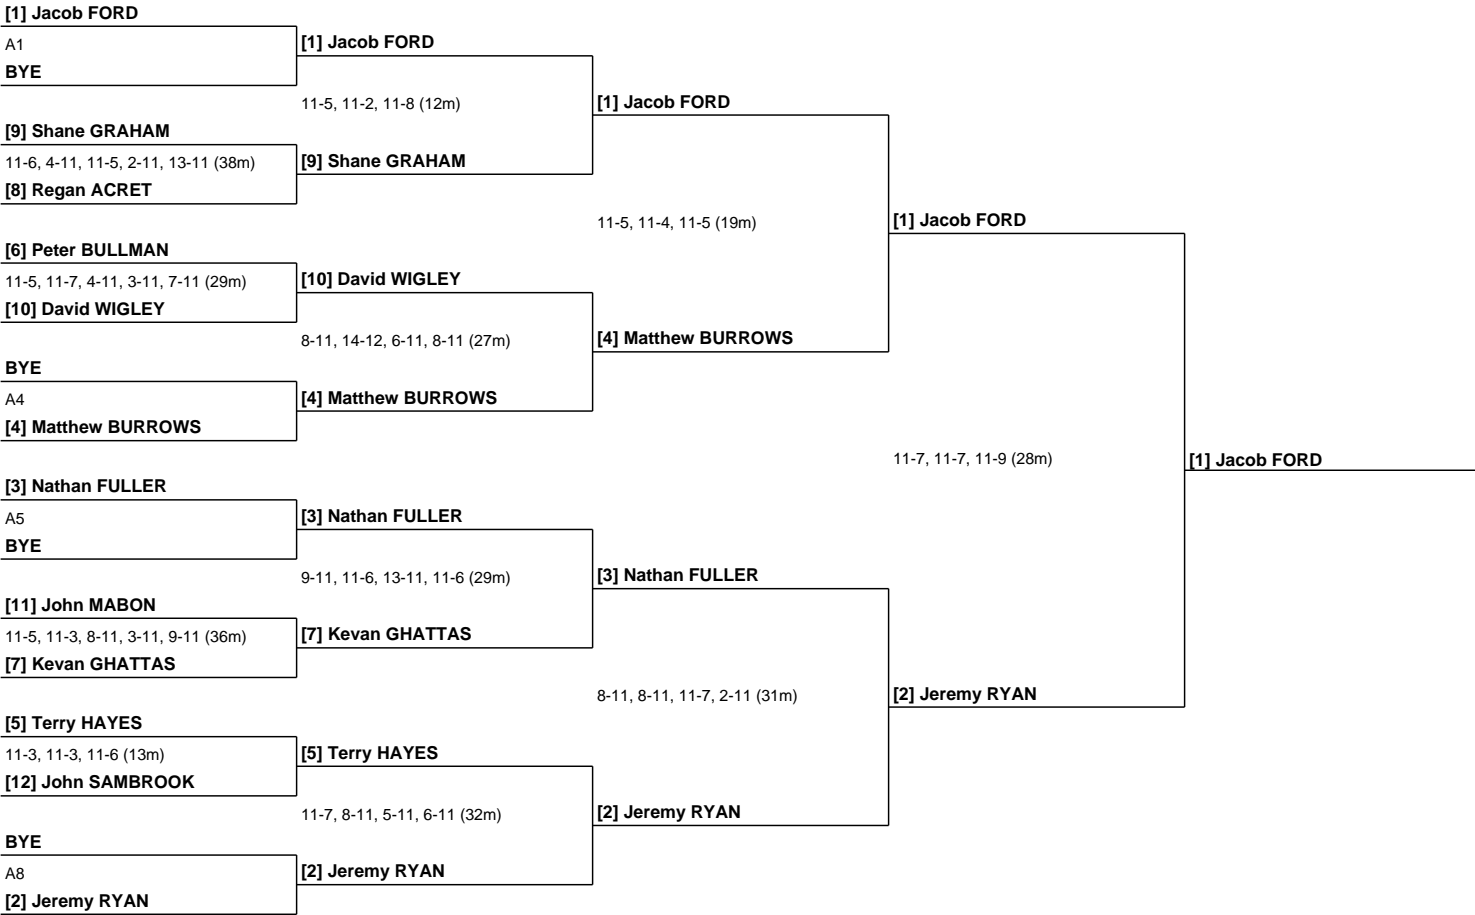 [1] Jacob FORD
A1
BYE
[9] Shane GRAHAM
11-6, 4-11, 11-5, 2-11, 13-11 (38m)
[8] Regan ACRET
[6] Peter BULLMAN
11-5, 11-7, 4-11, 3-11, 7-11 (29m)
[10] David WIGLEY
BYE
A4
[4] Matthew BURROWS
[3] Nathan FULLER
A5
BYE
[11] John MABON
11-5, 11-3, 8-11, 3-11, 9-11 (36m)
[7] Kevan GHATTAS
[5] Terry HAYES
11-3, 11-3, 11-6 (13m)
[12] John SAMBROOK
BYE
A8
[2] Jeremy RYAN
[1] Jacob FORD
11-5, 11-2, 11-8 (12m)
[9] Shane GRAHAM
[10] David WIGLEY
8-11, 14-12, 6-11, 8-11 (27m)
[4] Matthew BURROWS
[3] Nathan FULLER
9-11, 11-6, 13-11, 11-6 (29m)
[7] Kevan GHATTAS
[5] Terry HAYES
11-7, 8-11, 5-11, 6-11 (32m)
[2] Jeremy RYAN
[1] Jacob FORD
11-5, 11-4, 11-5 (19m)
[4] Matthew BURROWS
[3] Nathan FULLER
8-11, 8-11, 11-7, 2-11 (31m)
[2] Jeremy RYAN
[1] Jacob FORD
11-7, 11-7, 11-9 (28m)
[2] Jeremy RYAN
[1] Jacob FORD